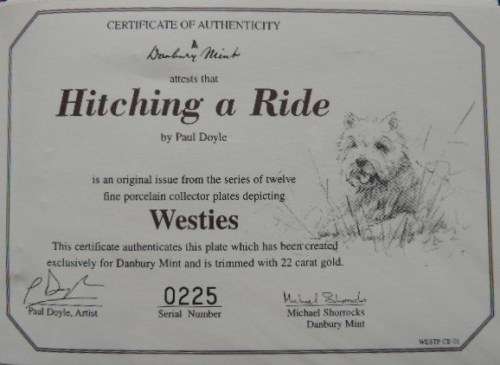 CERTIFICATE OF AUTHENTICITY
Danbury Mint
attests that
Hitching a Ride
by Paul Doyle
is an original issue from the series of twelve
fine porcelain collector plates depicting
Westies
This certificate authenticates this plate which has been created
exclusively for Danbury Mint and is trimmed with 22 carat gold.
P Doyle
Paul Doyle, Artist
0225
Serial Number
Michael Shorrocks
Michael Shorrocks
Danbury Mint